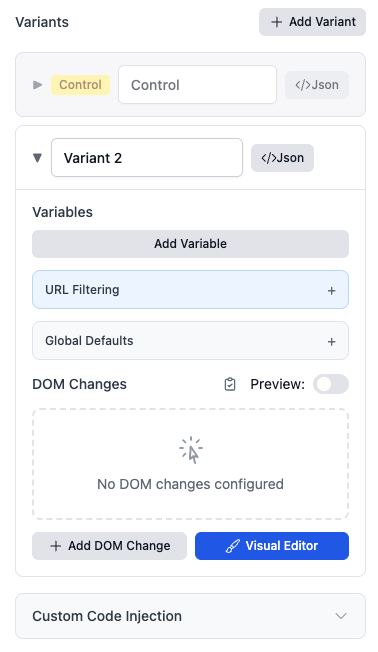 Variants
+ Add Variant
Control
Control
</>Json
Variant 2
</>Json
Variables
Add Variable
URL Filtering +
Global Defaults +
DOM Changes Preview:
No DOM changes configured
+ Add DOM Change
Visual Editor
Custom Code Injection